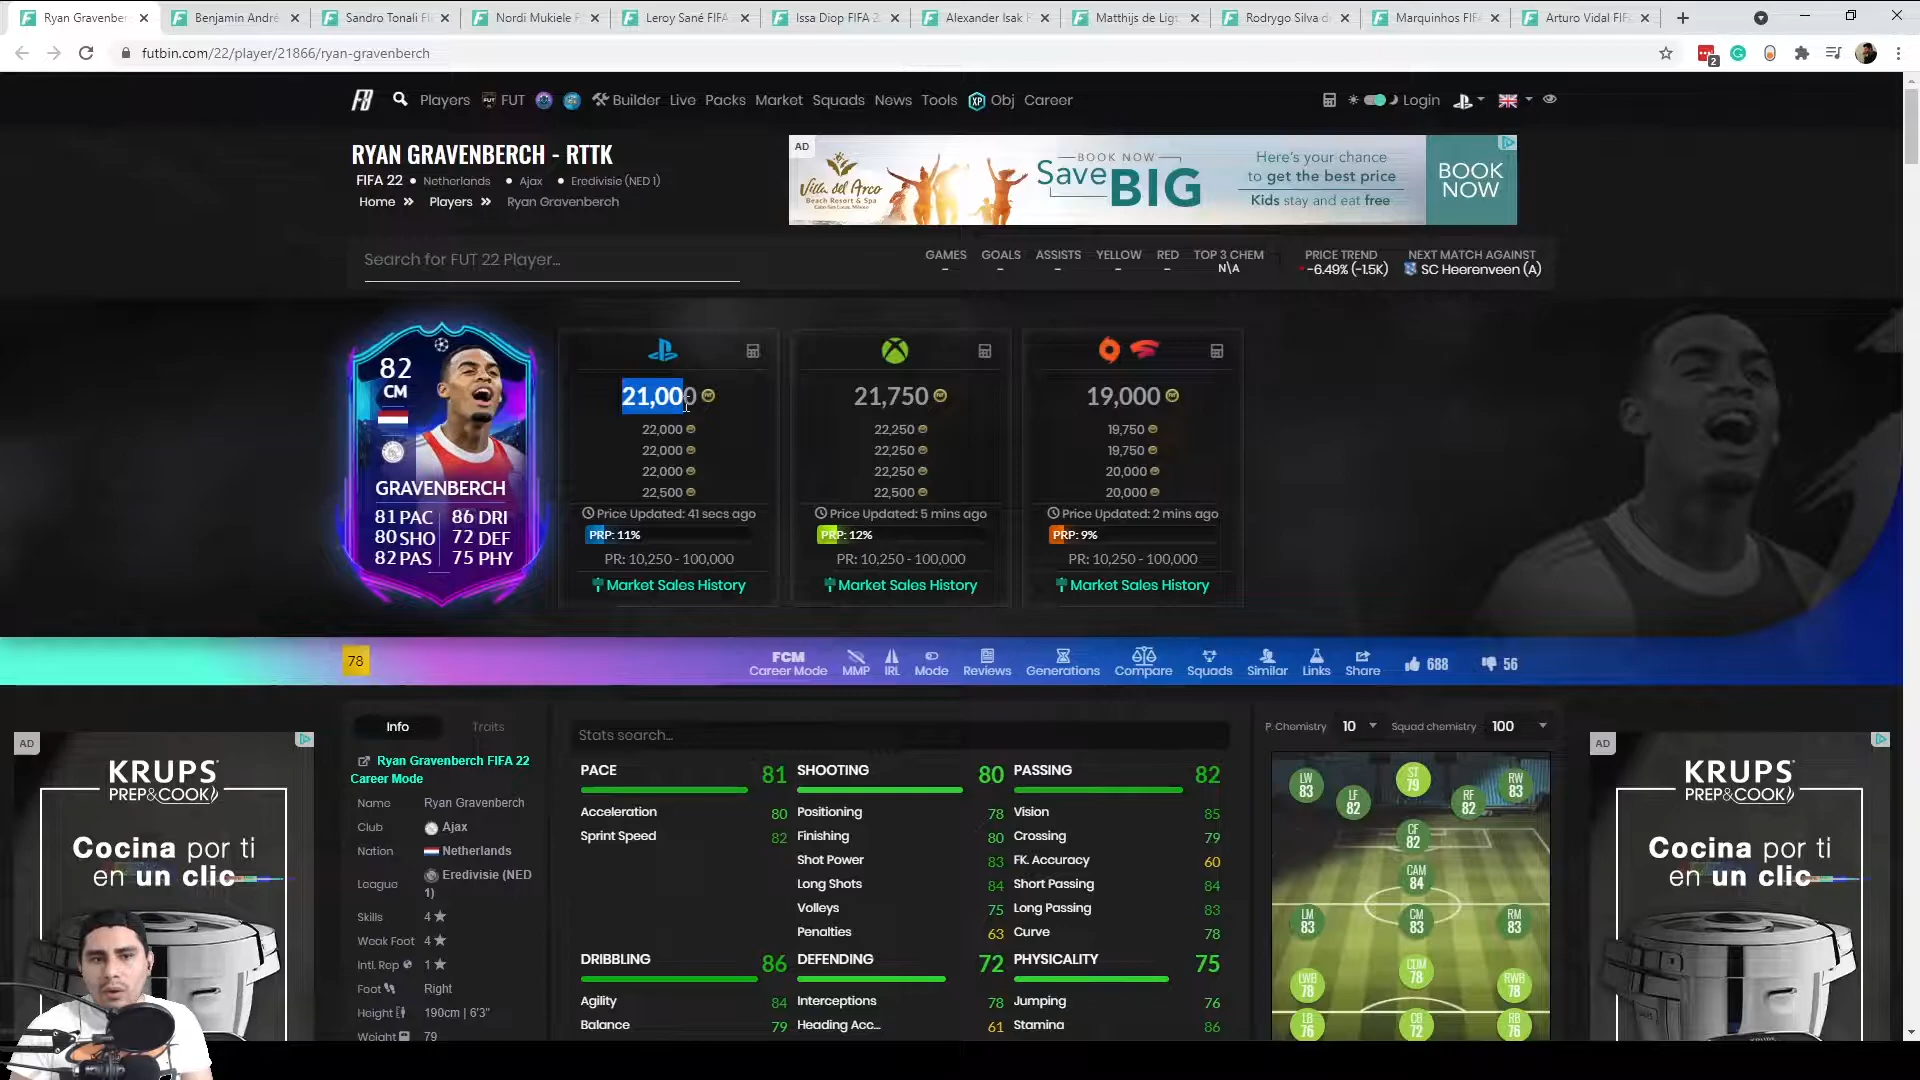 Ryan Gravenberc
Benjamin André
Sandro Tonali FI
Nordi Mukiele F
Leroy Sané FIFA
Issa Diop FIFA 2
Alexander Isak
Matthijs de Ligt
Rodrygo Silva d
Marquinhos FIF
Arturo Vidal FIF
futbin.com/22/player/21866/ryan-gravenberch
2
Players FUT Builder Live Packs Market Squads News Tools XP Obj Career
Login
RYAN GRAVENBERCH - RTTK
FIFA 22 • Netherlands • Ajax • Eredivisie (NED 1)
Home » Players » Ryan Gravenberch
AD
Villa del Arco
Beach Resort & Spa
BOOK NOW
Save BIG
Here's your chance
to get the best price
Kids stay and eat free
BOOK
NOW
Search for FUT 22 Player...
GAMES GOALS ASSISTS YELLOW RED TOP 3 CHEM PRICE TREND NEXT MATCH AGAINST
- - - - - N\A -6.49% (-1.5K) SC Heerenveen (A)
82
CM
GRAVENBERCH
81 PAC 86 DRI
80 SHO 72 DEF
82 PAS 75 PHY
21,000
22,000
22,000
22,000
22,500
Price Updated: 41 secs ago
PRP: 11%
PR: 10,250 - 100,000
Market Sales History
21,750
22,250
22,250
22,250
22,500
Price Updated: 5 mins ago
PRP: 12%
PR: 10,250 - 100,000
Market Sales History
19,000
19,750
19,750
20,000
20,000
Price Updated: 2 mins ago
PRP: 9%
PR: 10,250 - 100,000
Market Sales History
78
FCM
Career Mode MMP IRL Mode Reviews Generations Compare Squads Similar Links Share 688 56
AD
KRUPS
PREP&COOK
Cocina por ti
en un clic
Info Traits
Ryan Gravenberch FIFA 22
Career Mode
Name Ryan Gravenberch
Club Ajax
Nation Netherlands
League Eredivisie (NED
1)
Skills 4★
Weak Foot 4★
Intl. Rep 1★
Foot Right
Height 190cm | 6'3"
Weight 79
Stats search...
PACE 81
Acceleration 80
Sprint Speed 82
SHOOTING 80
Positioning 78
Finishing 80
Shot Power 83
Long Shots 84
Volleys 75
Penalties 63
PASSING 82
Vision 85
Crossing 79
FK. Accuracy 60
Short Passing 84
Long Passing 83
Curve 78
DRIBBLING 86
Agility 84
Balance 79
DEFENDING 72
Interceptions 78
Heading Acc... 61
PHYSICALITY 75
Jumping 76
Stamina 86
P. Chemistry 10 Squad chemistry 100
LW
83
ST
79
RW
83
LF
82
RF
82
CF
82
CAM
84
LM
83
CM
83
RM
83
LWB
78
CDM
78
RWB
78
LB
76
CB
72
RB
76
AD
KRUPS
PREP&COOK
Cocina por ti
en un clic